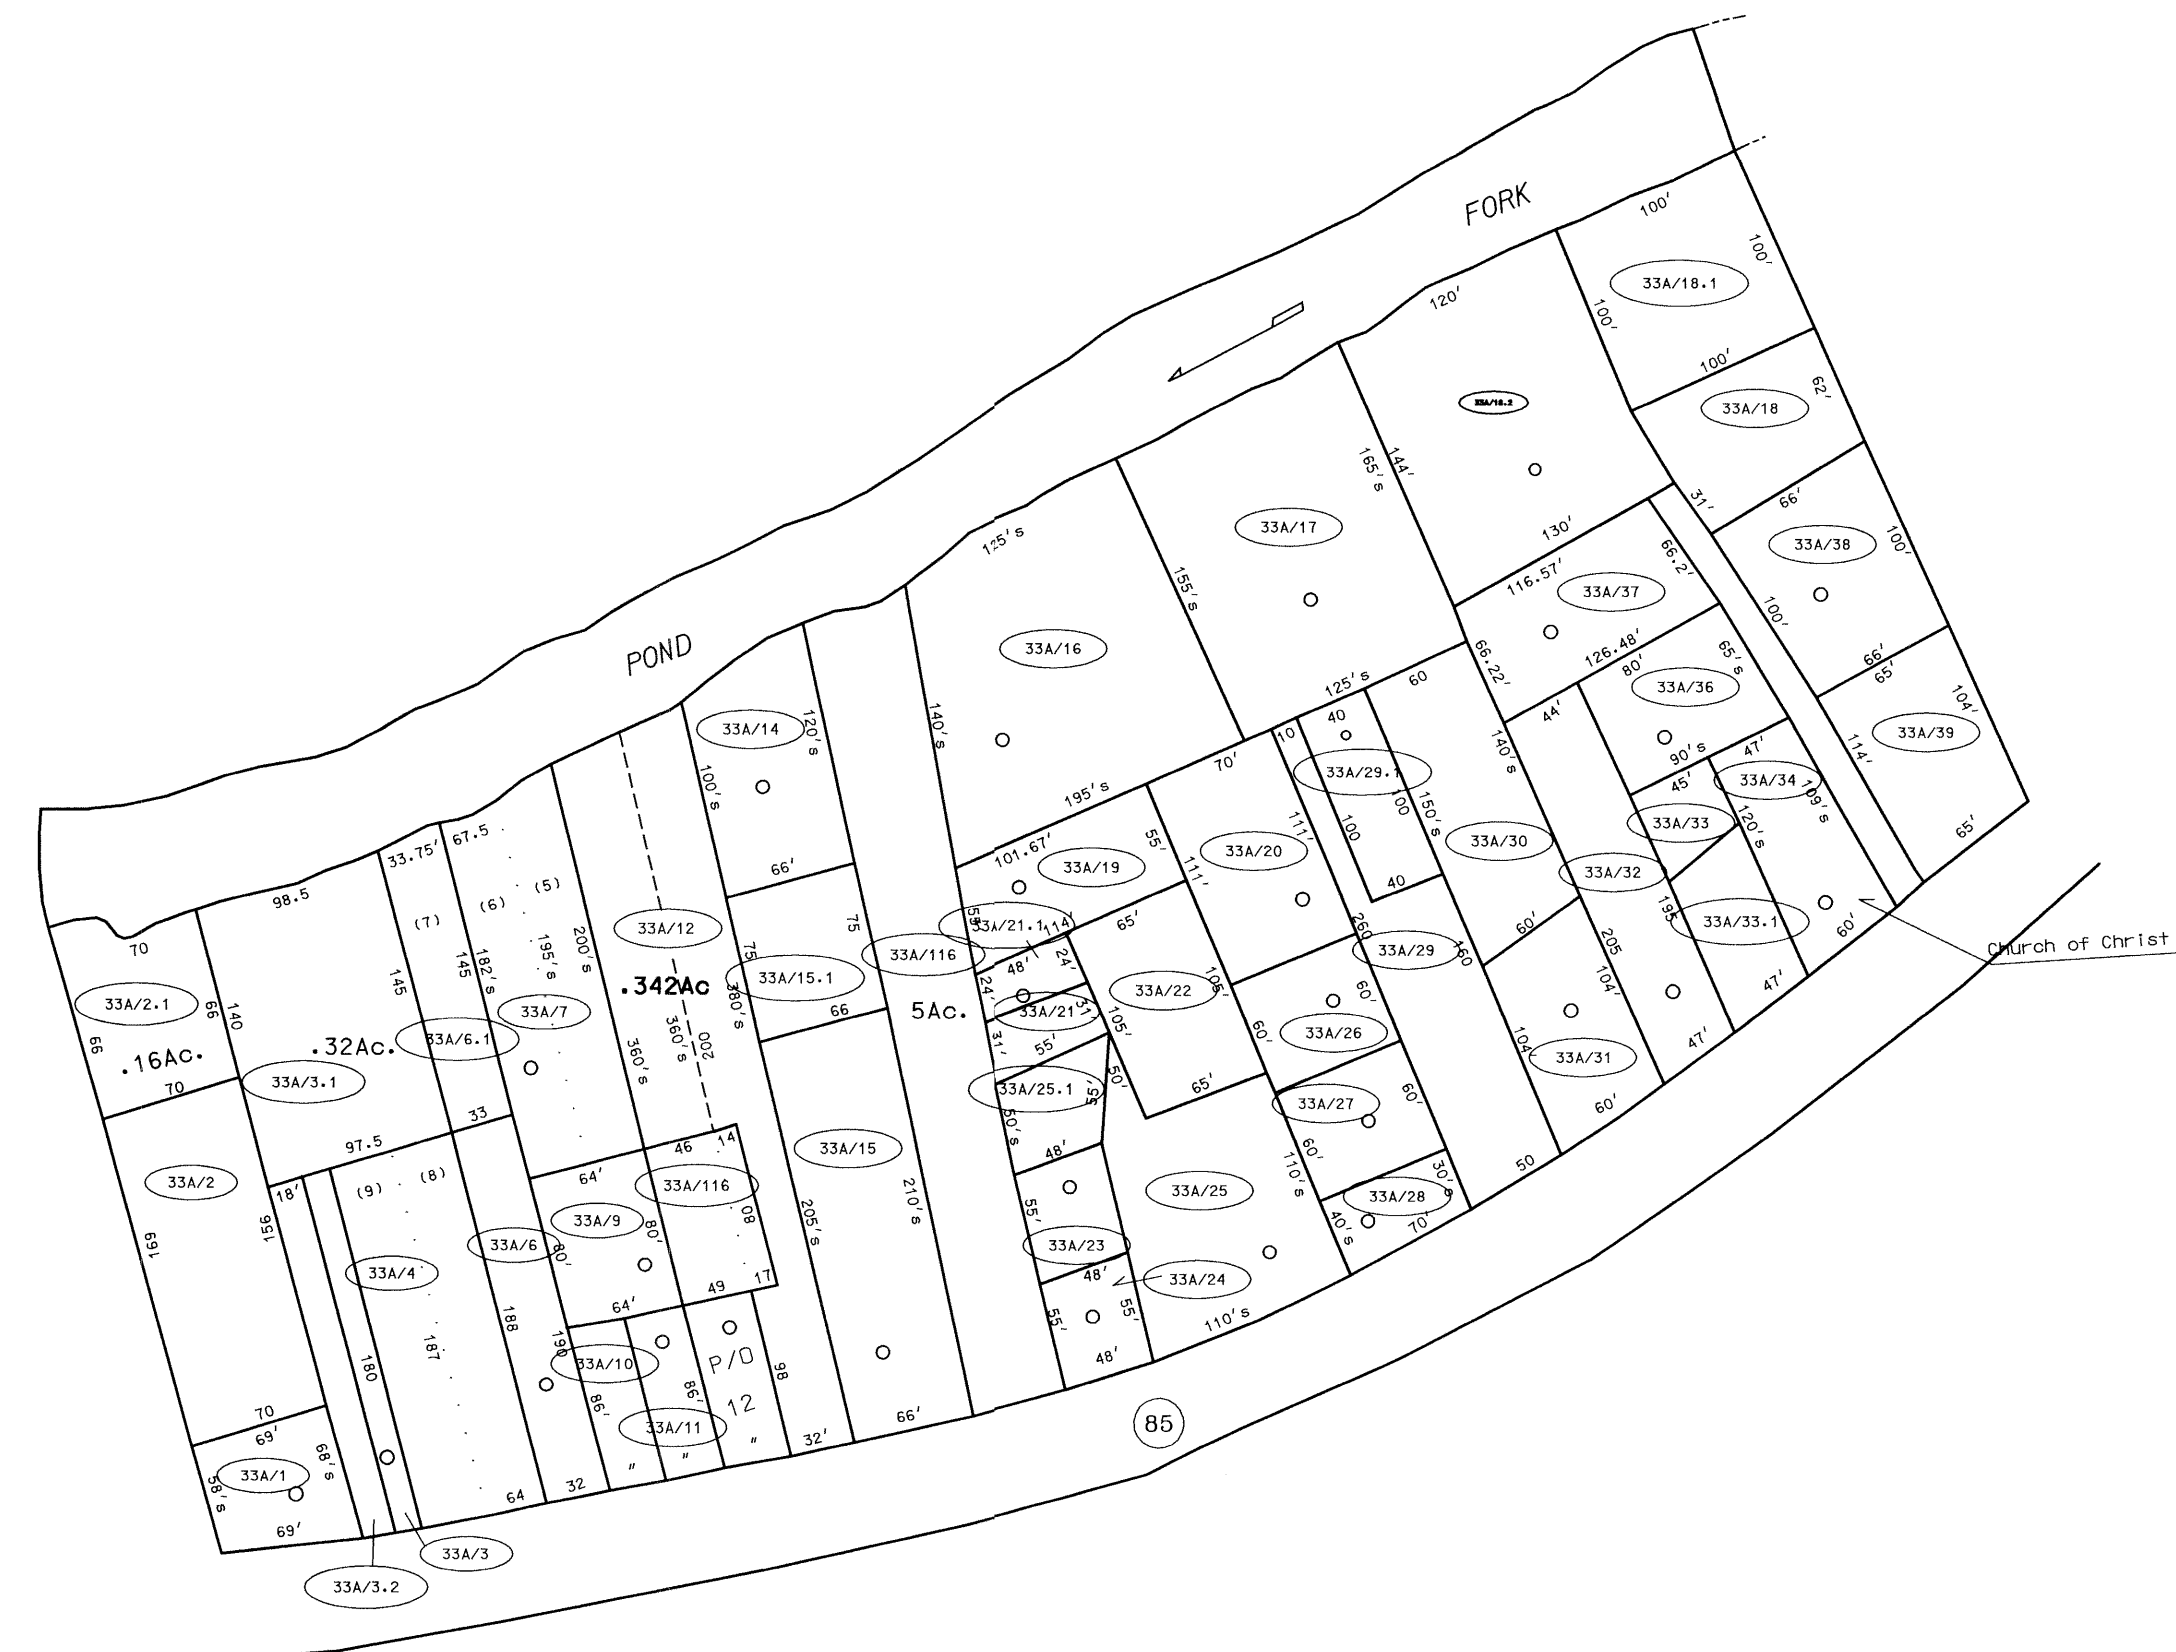 FORK
POND
100'
100'
33A/18.1
100'
120'
100'
33A/18
62'
33A/18.2
165's
144'
31'
66'
130'
33A/38
100'
33A/17
125's
155's
116.57'
33A/37
66.2'
100'
126.48'
80'
65's
66'
65'
33A/36
33A/16
66.22'
125's
60
44'
104'
33A/39
140's
40
10
70'
33A/29.1
140's
90's
47'
114'
45'
33A/34
109's
195's
33A/14
120's
100's
66'
100
100
150's
33A/30
33A/33
120's
65'
101.67'
33A/19
55'
111'
33A/20
111'
40
33A/32
33.75'
67.5
(5)
(6)
(7)
98.5
70
33A/12
75
75
33A/116
55'
33A/21.1
114'
65'
260
33A/29
160
60'
195
33A/33.1
60'
Church of Christ
205
104'
47'
33A/2.1
66
66
140
.16Ac.
70
.32Ac.
33A/3.1
145
145
182's
195's
200's
33A/6.1
33A/7
.342Ac
360's
360's
200
380's
33A/15.1
66
5Ac.
48'
24'
24'
33A/21
31'
31'
55'
105'
33A/22
105'
60'
60'
33A/26
104'
33A/31
47'
60'
33A/25.1
55'
50'
50's
65'
33A/27
60'
60'
33
97.5
46
14
33A/15
48'
33A/2
18'
(9)
(8)
64'
33A/116
80
33A/25
110's
33A/28
30's
40's
70'
50
169
156
33A/4
33A/6
33A/9
80'
80'
205's
210's
55'
33A/23
48'
33A/24
64'
49
17
187
188
190
33A/10
P/O
12
98
55'
55'
110's
48'
70
69'
180
86'
86'
33A/11
"
"
"
32'
66'
85
33A/1
58's
68's
69'
64
32
33A/3
33A/3.2